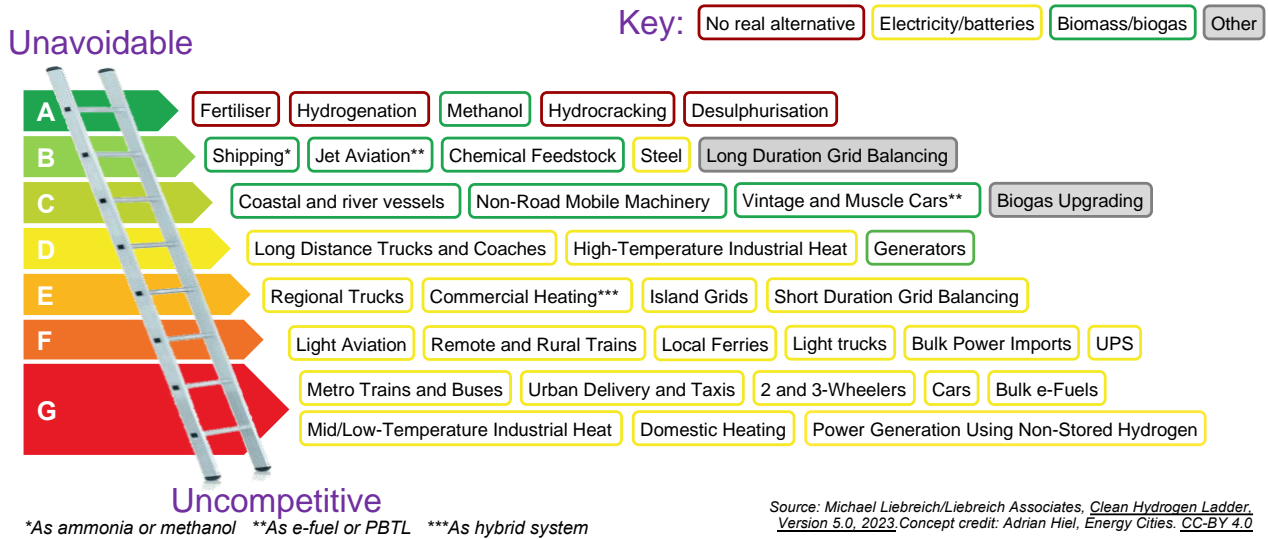 Key: No real alternative Electricity/batteries Biomass/biogas Other
Unavoidable
A Fertiliser Hydrogenation Methanol Hydrocracking Desulphurisation
B Shipping* Jet Aviation** Chemical Feedstock Steel Long Duration Grid Balancing
C Coastal and river vessels Non-Road Mobile Machinery Vintage and Muscle Cars** Biogas Upgrading
D Long Distance Trucks and Coaches High-Temperature Industrial Heat Generators
E Regional Trucks Commercial Heating*** Island Grids Short Duration Grid Balancing
F Light Aviation Remote and Rural Trains Local Ferries Light trucks Bulk Power Imports UPS
G Metro Trains and Buses Urban Delivery and Taxis 2 and 3-Wheelers Cars Bulk e-Fuels
Mid/Low-Temperature Industrial Heat Domestic Heating Power Generation Using Non-Stored Hydrogen
Uncompetitive
*As ammonia or methanol **As e-fuel or PBTL ***As hybrid system
Source: Michael Liebreich/Liebreich Associates, Clean Hydrogen Ladder,
Version 5.0, 2023.Concept credit: Adrian Hiel, Energy Cities. CC-BY 4.0